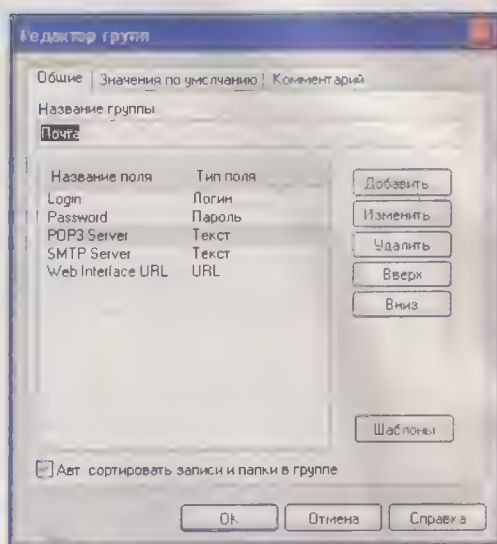 Редактор групп
Общие Значения по умолчанию Комментарий
Название группы
Почта
Название поля Тип поля
Login Логин
Password Пароль
POP3 Server Текст
SMTP Server Текст
Web Interface URL URL
Добавить
Изменить
Удалить
Вверх
Вниз
Шаблоны
Авт сортировать записи и папки в группе
Ok Отмена Справка